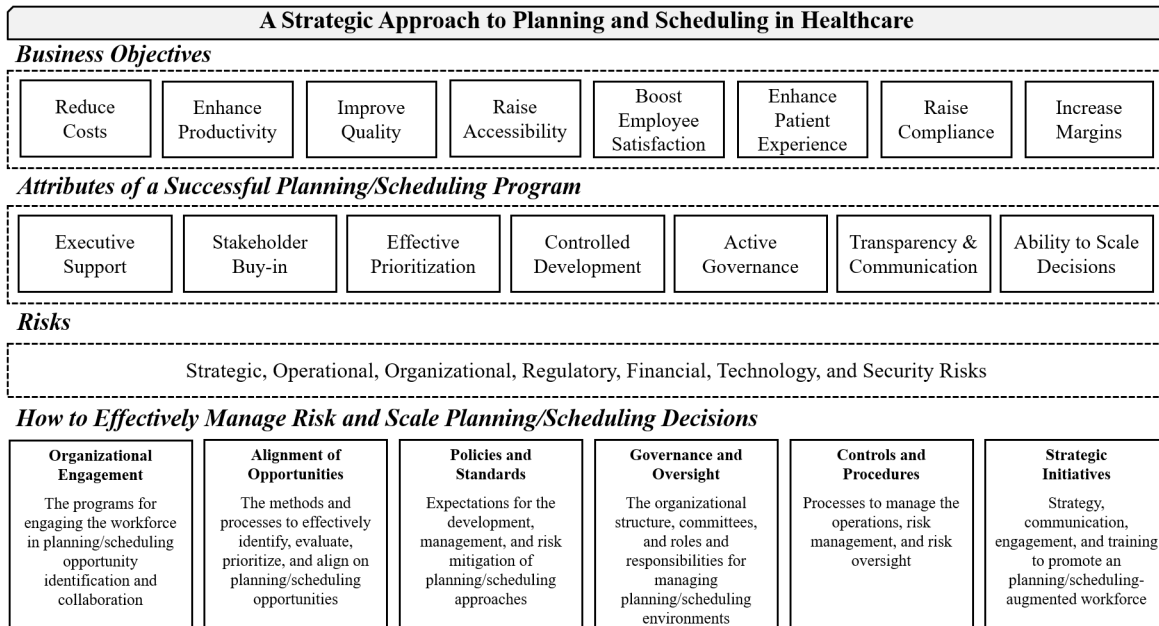 A Strategic Approach to Planning and Scheduling in Healthcare
Business Objectives
Reduce
Costs
Enhance
Productivity
Improve
Quality
Raise
Accessibility
Boost
Employee
Satisfaction
Enhance
Patient
Experience
Raise
Compliance
Increase
Margins
Attributes of a Successful Planning/Scheduling Program
Executive
Support
Stakeholder
Buy-in
Effective
Prioritization
Controlled
Development
Active
Governance
Transparency &
Communication
Ability to Scale
Decisions
Risks
Strategic, Operational, Organizational, Regulatory, Financial, Technology, and Security Risks
How to Effectively Manage Risk and Scale Planning/Scheduling Decisions
Organizational
Engagement
The programs for
engaging the workforce
in planning/scheduling
opportunity
identification and
collaboration
Alignment of
Opportunities
The methods and
processes to effectively
identify, evaluate,
prioritize, and align on
planning/scheduling
opportunities
Policies and
Standards
Expectations for the
development,
management, and risk
mitigation of
planning/scheduling
approaches
Governance and
Oversight
The organizational
structure, committees,
and roles and
responsibilities for
managing
planning/scheduling
environments
Controls and
Procedures
Processes to manage the
operations, risk
management, and risk
oversight
Strategic
Initiatives
Strategy,
communication,
engagement, and training
to promote an
planning/scheduling-
augmented workforce